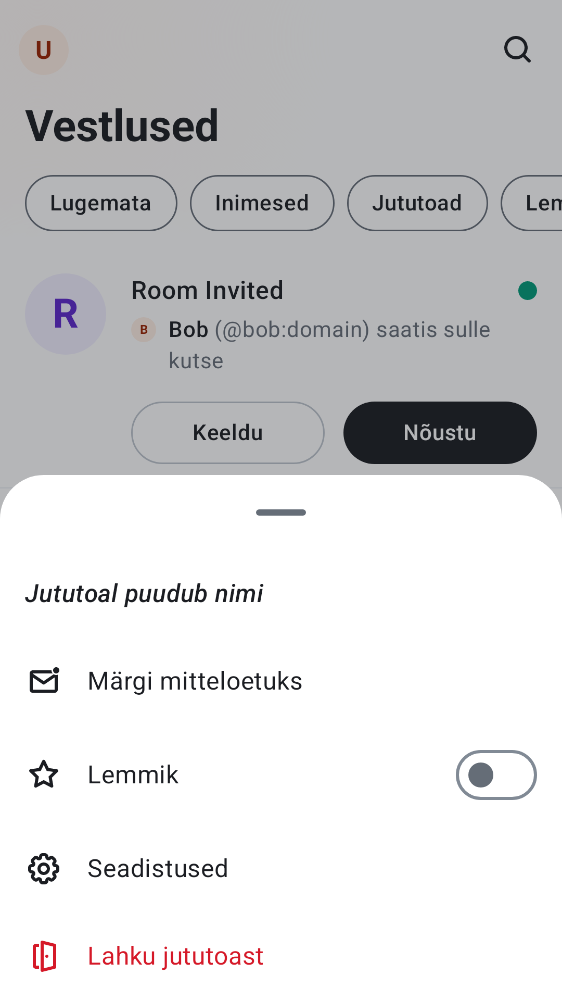 U
Vestlused
Lugemata Inimesed Jututoad Lem
R
Room Invited
B Bob (@bob:domain) saatis sulle
kutse
Keeldu Nõustu
Jututoal puudub nimi
Märgi mitteloetuks
Lemmik
Seadistused
Lahku jututoast